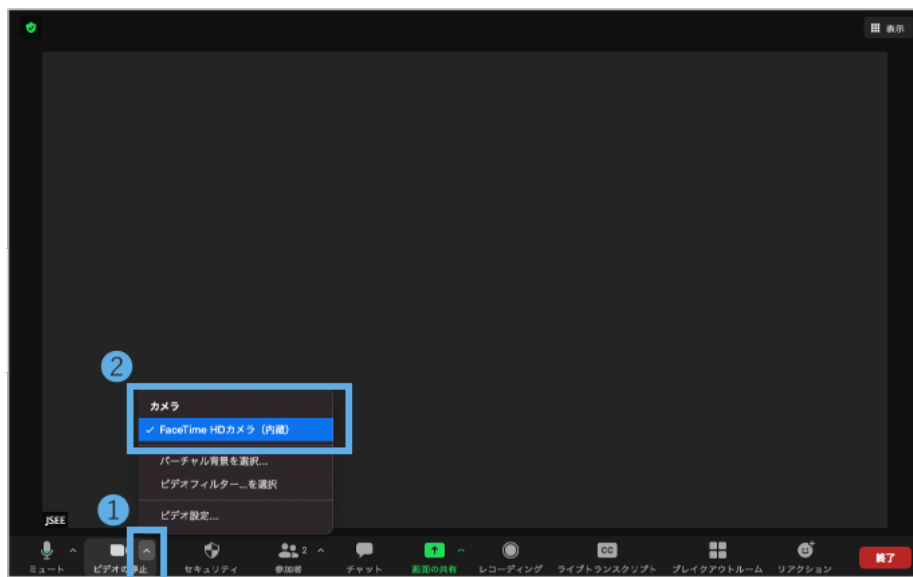 表示
2
カメラ
✓ FaceTime HDカメラ（内蔵）
バーチャル背景を選択...
ビデオフィルター...を選択
1
ビデオ設定...
JSEE
2
CC
ミュート
ビデオの停止
セキュリティ
参加者
チャット
画面の共有
レコーディング
ライブトランスクリプト
ブレイクアウトルーム
リアクション
終了